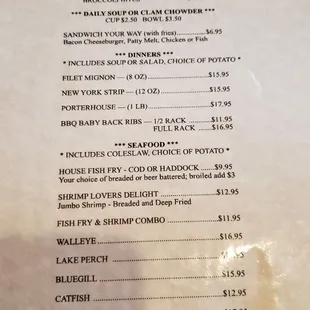 *** DAILY SOUP OR CLAM CHOWDER ***
CUP $2.50 BOWL $3.50
SANDWICH YOUR WAY (with fries)..........$6.95
Bacon Cheeseburger, Patty Melt, Chicken or Fish
*** DINNERS ***
* INCLUDES SOUP OR SALAD, CHOICE OF POTATO *
FILET MIGNON — (8 OZ)....................$15.95
NEW YORK STRIP — (12 OZ)................$15.95
PORTERHOUSE — (1 LB)....................$17.95
BBQ BABY BACK RIBS — 1/2 RACK..........$11.95
FULL RACK..........$16.95
*** SEAFOOD ***
* INCLUDES COLESLAW, CHOICE OF POTATO *
HOUSE FISH FRY - COD OR HADDOCK.......$9.95
Your choice of breaded or beer battered; broiled add $3
SHRIMP LOVERS DELIGHT....................$12.95
Jumbo Shrimp - Breaded and Deep Fried
FISH FRY & SHRIMP COMBO................$11.95
WALLEYE........................................$16.95
LAKE PERCH
BLUEGILL........................................$15.95
CATFISH........................................$12.95